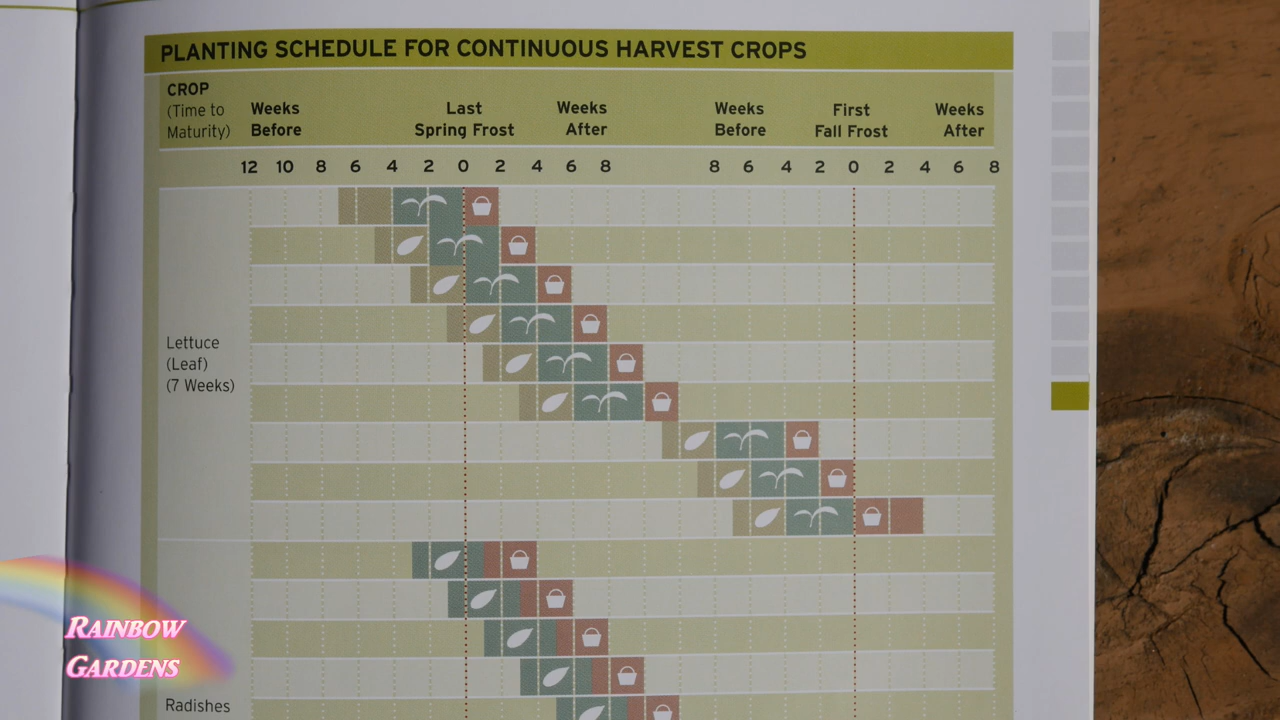 PLANTING SCHEDULE FOR CONTINUOUS HARVEST CROPS
CROP
(Time to
Maturity)
Weeks
Before
Last
Spring Frost
Weeks
After
Weeks
Before
First
Fall Frost
Weeks
After
12 10 8 6 4 2 0 2 4 6 8 8 6 4 2 0 2 4 6 8
Lettuce
(Leaf)
(7 Weeks)
Radishes
RAINBOW
GARDENS